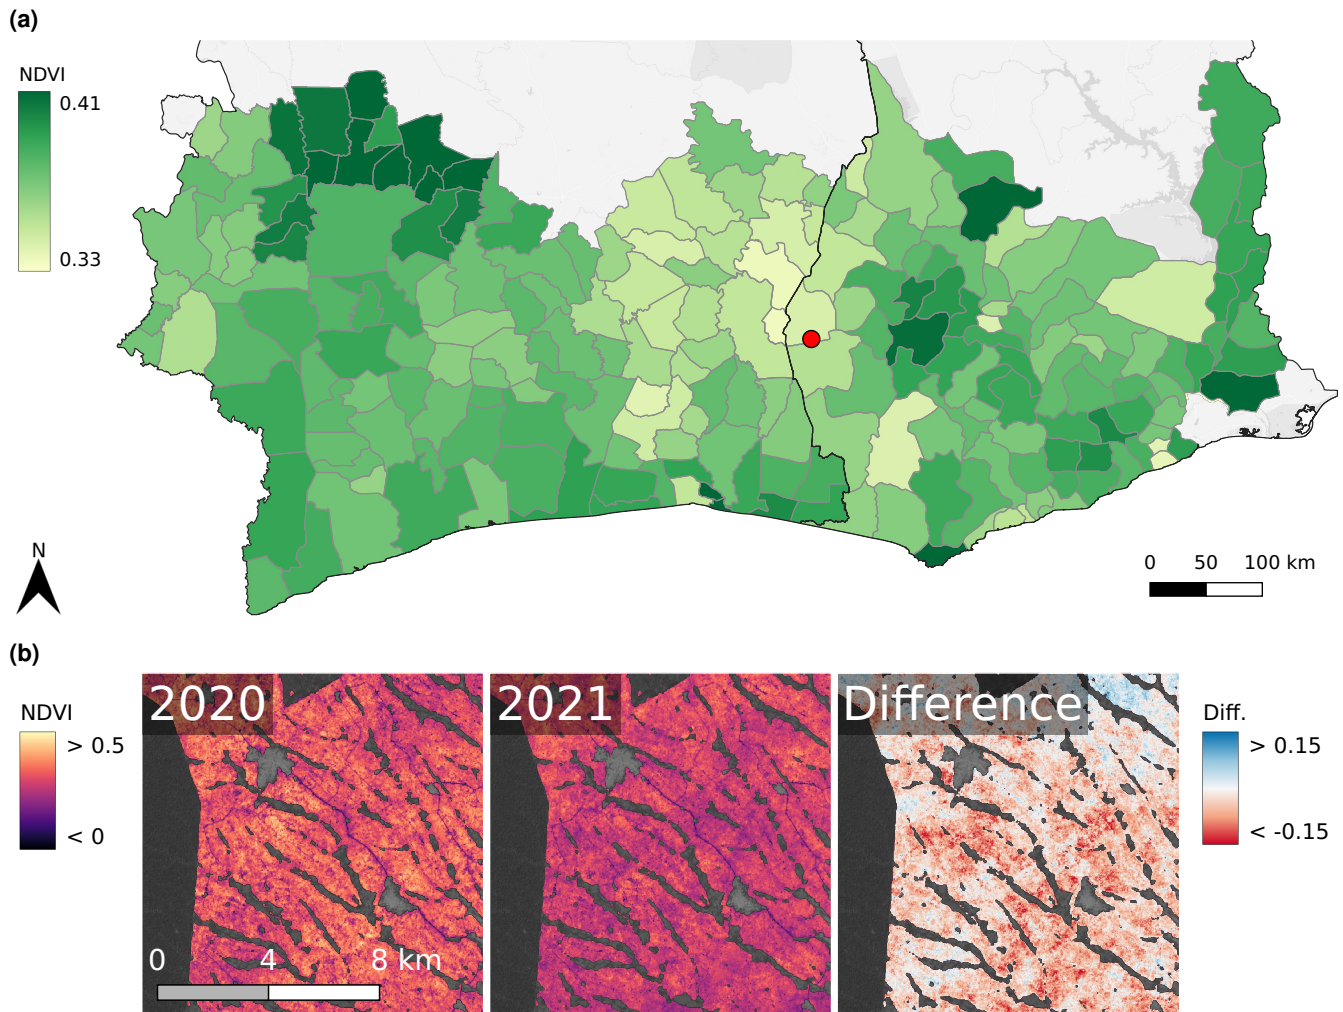 (a)
NDVI
0.41
0.33
N
0 50 100 km
(b)
NDVI
> 0.5
< 0
2020
2021
Difference
Diff.
> 0.15
< -0.15
0 4 8 km